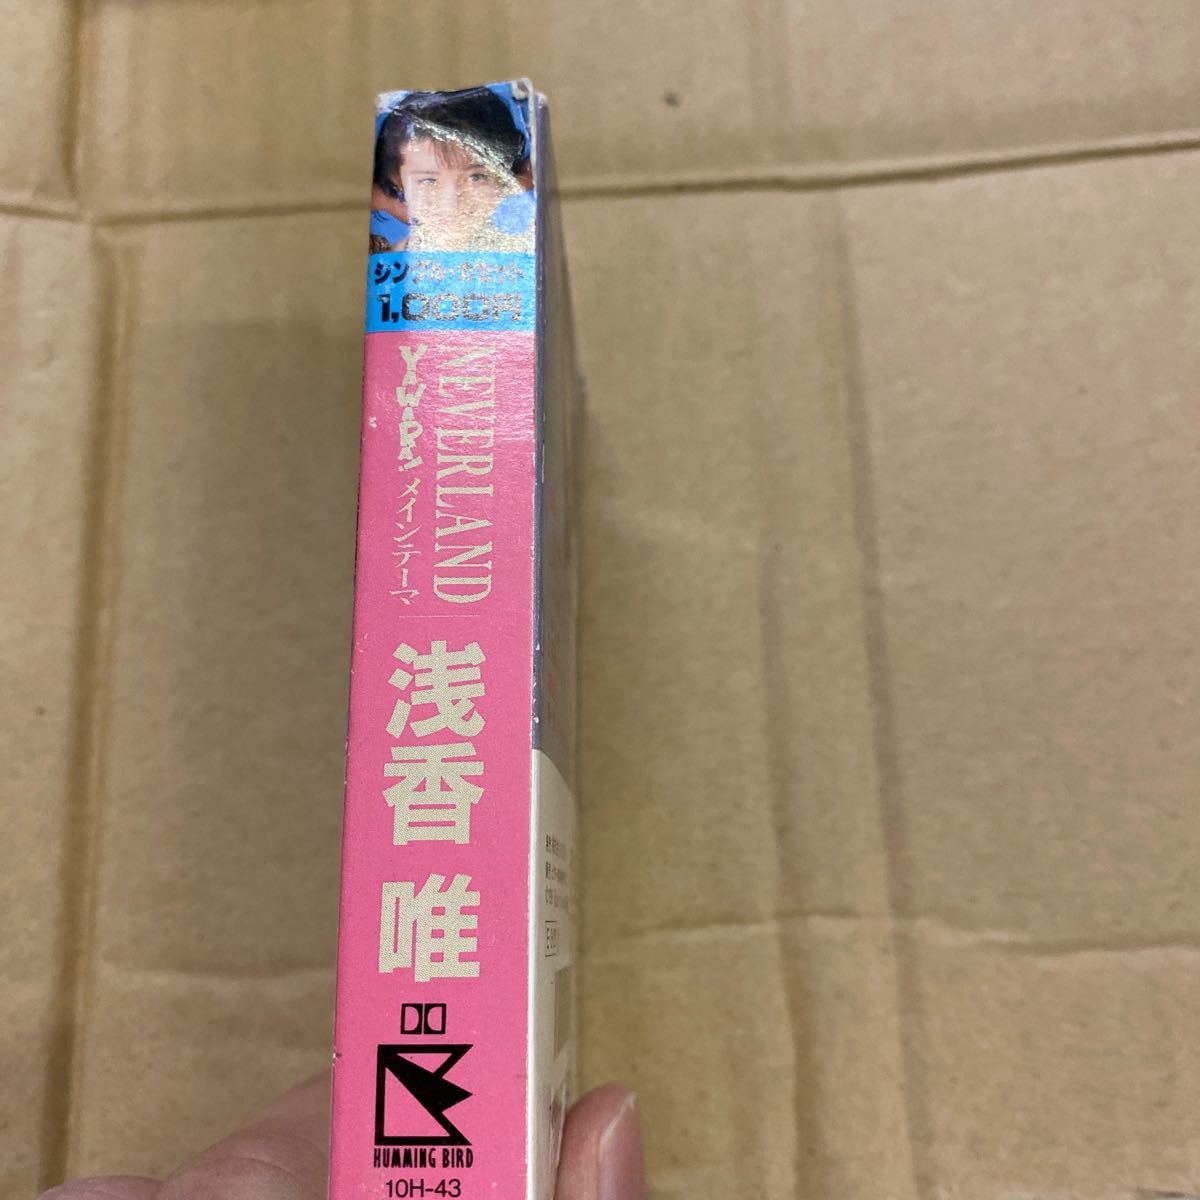 シングル・カセット
1,000円
NEVERLAND
YAWARA! メインテーマ
浅香 唯
HUMMING BIRD
10H-43